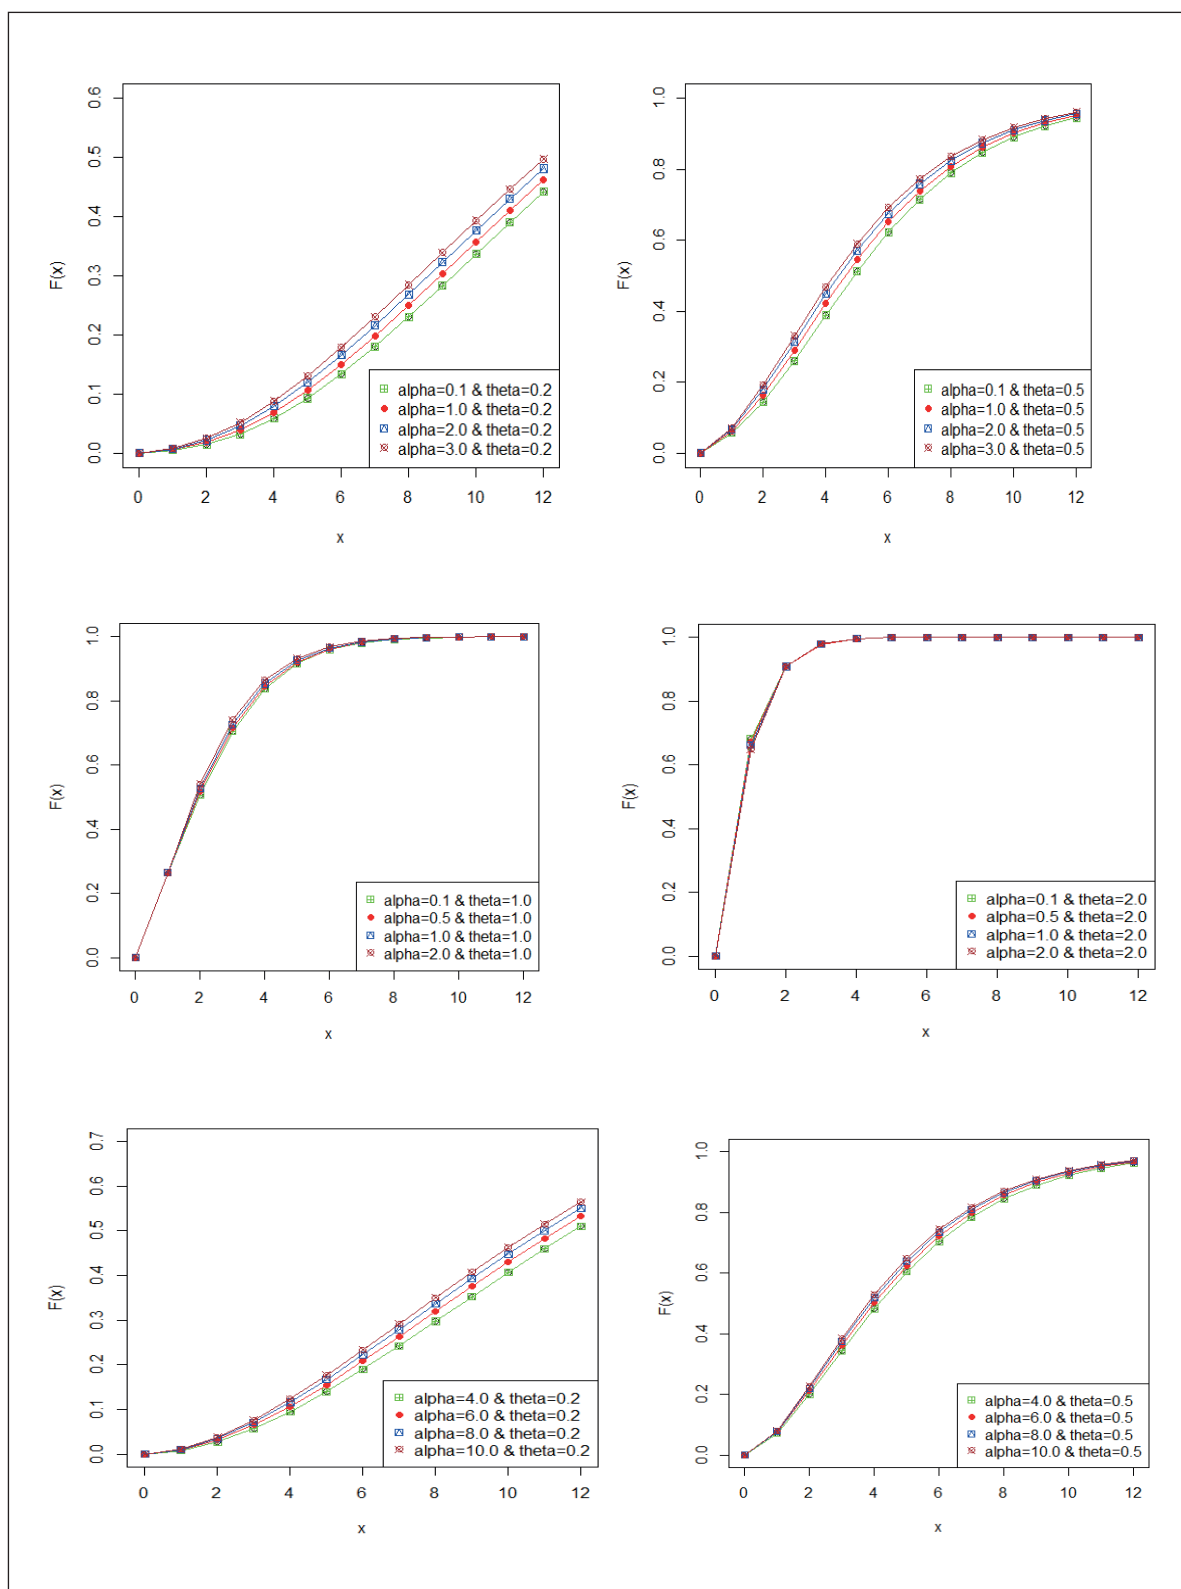 0.6
0.5
0.4
0.3
0.2
0.1
0.0
F(x)
alpha=0.1 & theta=0.2
alpha=1.0 & theta=0.2
alpha=2.0 & theta=0.2
alpha=3.0 & theta=0.2
0 2 4 6 8 10 12
x
1.0
0.8
0.6
0.4
0.2
0.0
F(x)
alpha=0.1 & theta=0.5
alpha=1.0 & theta=0.5
alpha=2.0 & theta=0.5
alpha=3.0 & theta=0.5
0 2 4 6 8 10 12
x
1.0
0.8
0.6
0.4
0.2
0.0
F(x)
alpha=0.1 & theta=1.0
alpha=0.5 & theta=1.0
alpha=1.0 & theta=1.0
alpha=2.0 & theta=1.0
0 2 4 6 8 10 12
x
1.0
0.8
0.6
0.4
0.2
0.0
F(x)
alpha=0.1 & theta=2.0
alpha=0.5 & theta=2.0
alpha=1.0 & theta=2.0
alpha=2.0 & theta=2.0
0 2 4 6 8 10 12
x
0.7
0.6
0.5
0.4
0.3
0.2
0.1
0.0
F(x)
alpha=4.0 & theta=0.2
alpha=6.0 & theta=0.2
alpha=8.0 & theta=0.2
alpha=10.0 & theta=0.2
0 2 4 6 8 10 12
x
1.0
0.8
0.6
0.4
0.2
0.0
F(x)
alpha=4.0 & theta=0.5
alpha=6.0 & theta=0.5
alpha=8.0 & theta=0.5
alpha=10.0 & theta=0.5
0 2 4 6 8 10 12
x